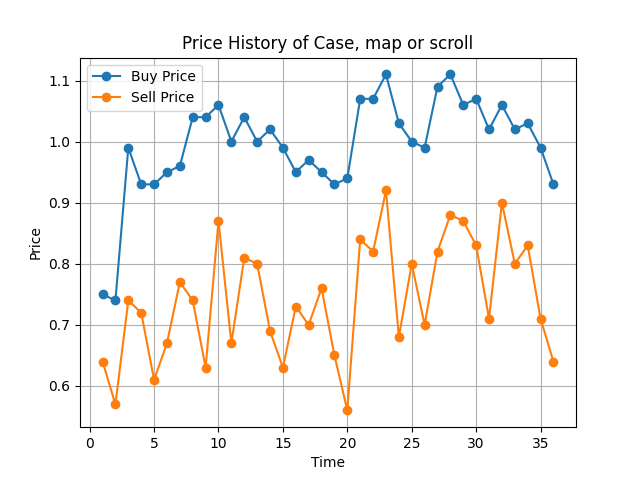 Price History of Case, map or scroll
Buy Price
Sell Price
1.1
1.0
0.9
0.8
0.7
0.6
Price
0 5 10 15 20 25 30 35
Time